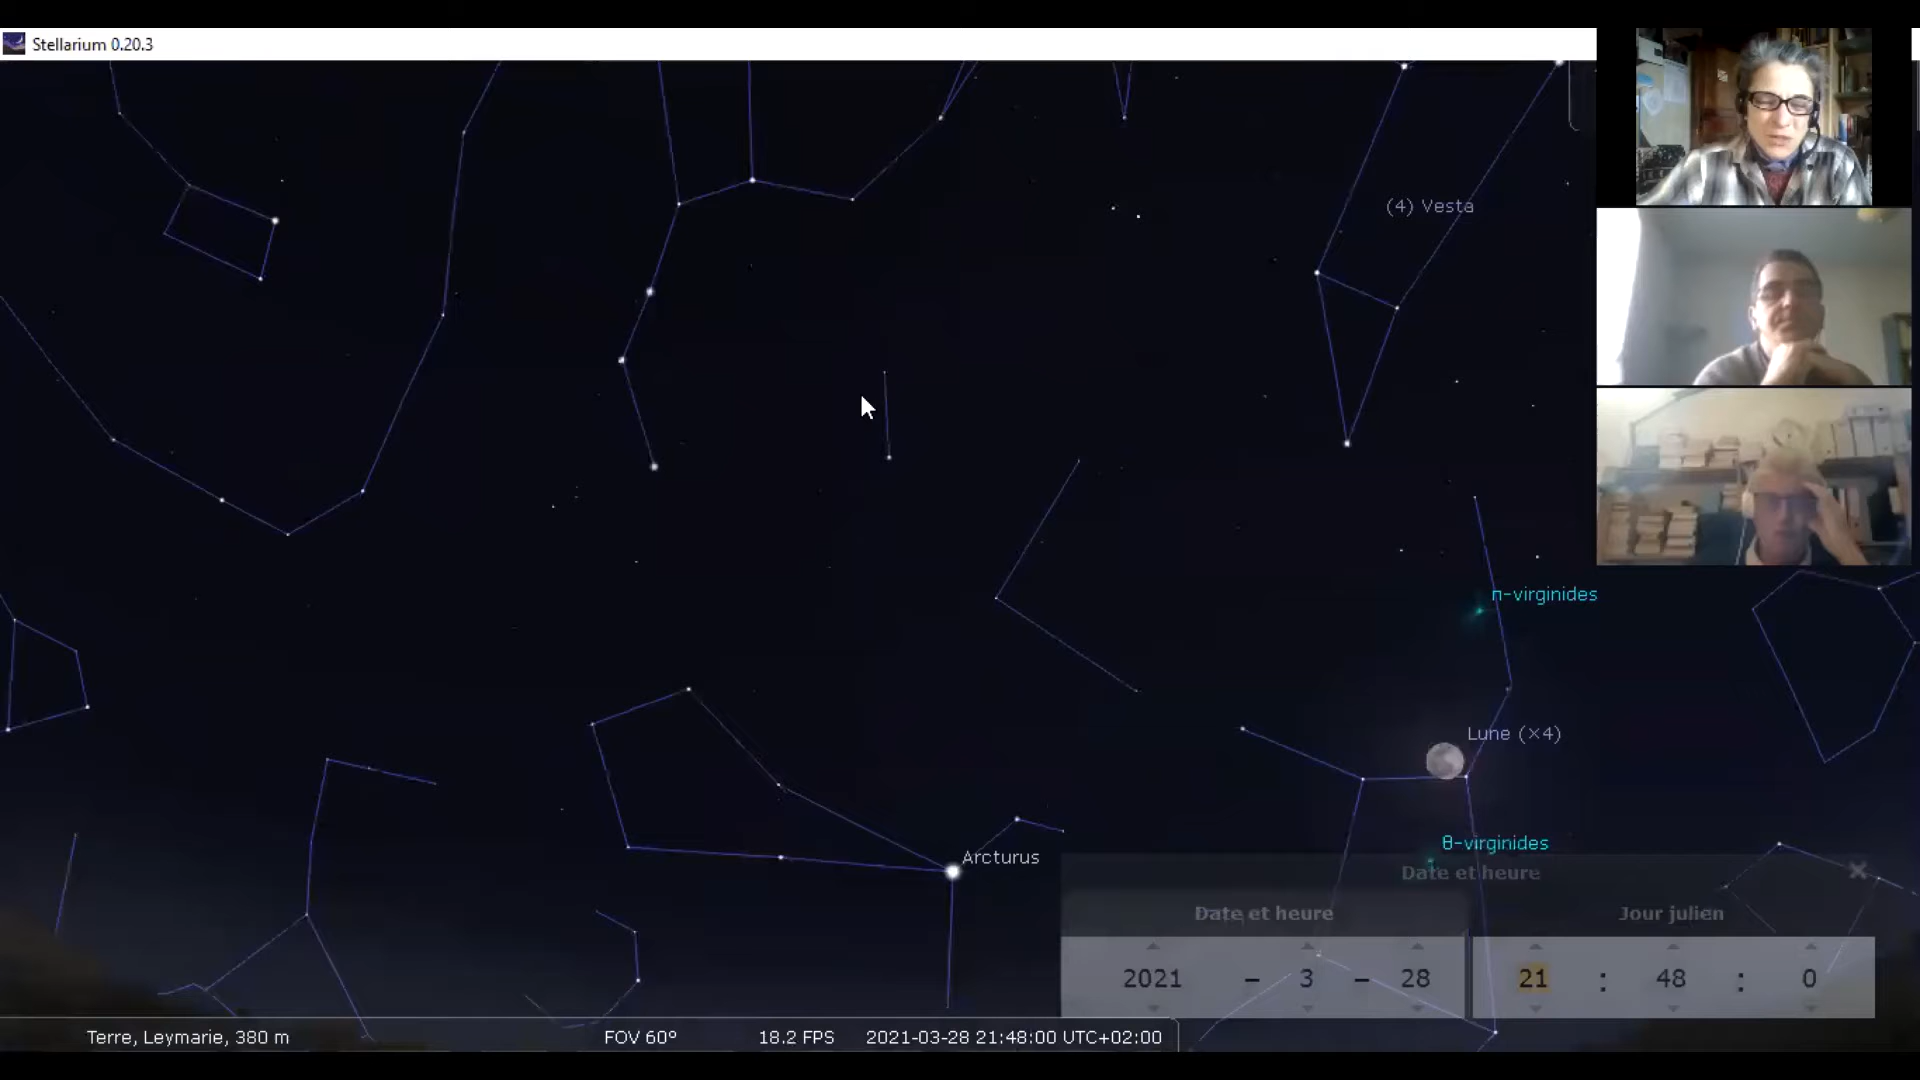 Stellarium 0.20.3
(4) Vesta
π-virginides
Lune (×4)
θ-virginides
Arcturus
Date et heure
Date et heure
Jour julien
2021 - 3 - 28
21 : 48 : 0
Terre, Leymarie, 380 m
FOV 60°
18.2 FPS
2021-03-28 21:48:00 UTC+02:00